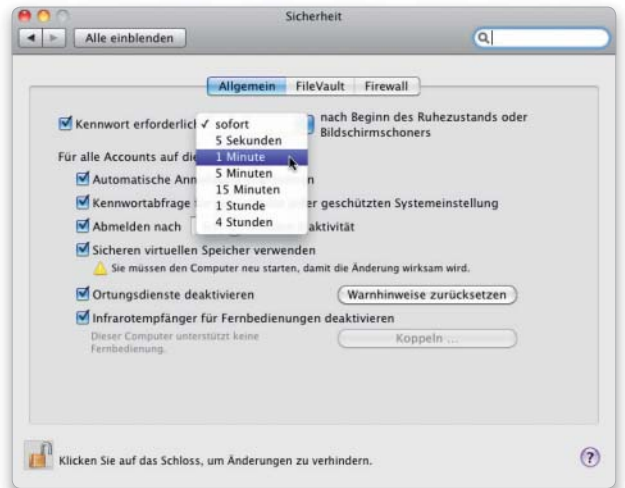 Sicherheit
Alle einblenden
Allgemein FileVault Firewall
Kennwort erforderlich ✓ sofort nach Beginn des Ruhezustands oder
5 Sekunden Bildschirmschoners
Für alle Accounts auf 1 Minute
Automatische 5 Minuten
15 Minuten
Kennwortabfrage geschützten Systemeinstellung
1 Stunde
Abmelden nach 4 Stunden
Sicheren virtuellen Speicher verwenden
Sie müssen den Computer neu starten, damit die Änderung wirksam wird.
Ortungsdienste deaktivieren Warnhinweise zurücksetzen
Infrarotempfänger für Fernbedienungen deaktivieren
Dieser Computer unterstützt keine Koppeln ...
Fernbedienung.
Klicken Sie auf das Schloss, um Änderungen zu verhindern.
?